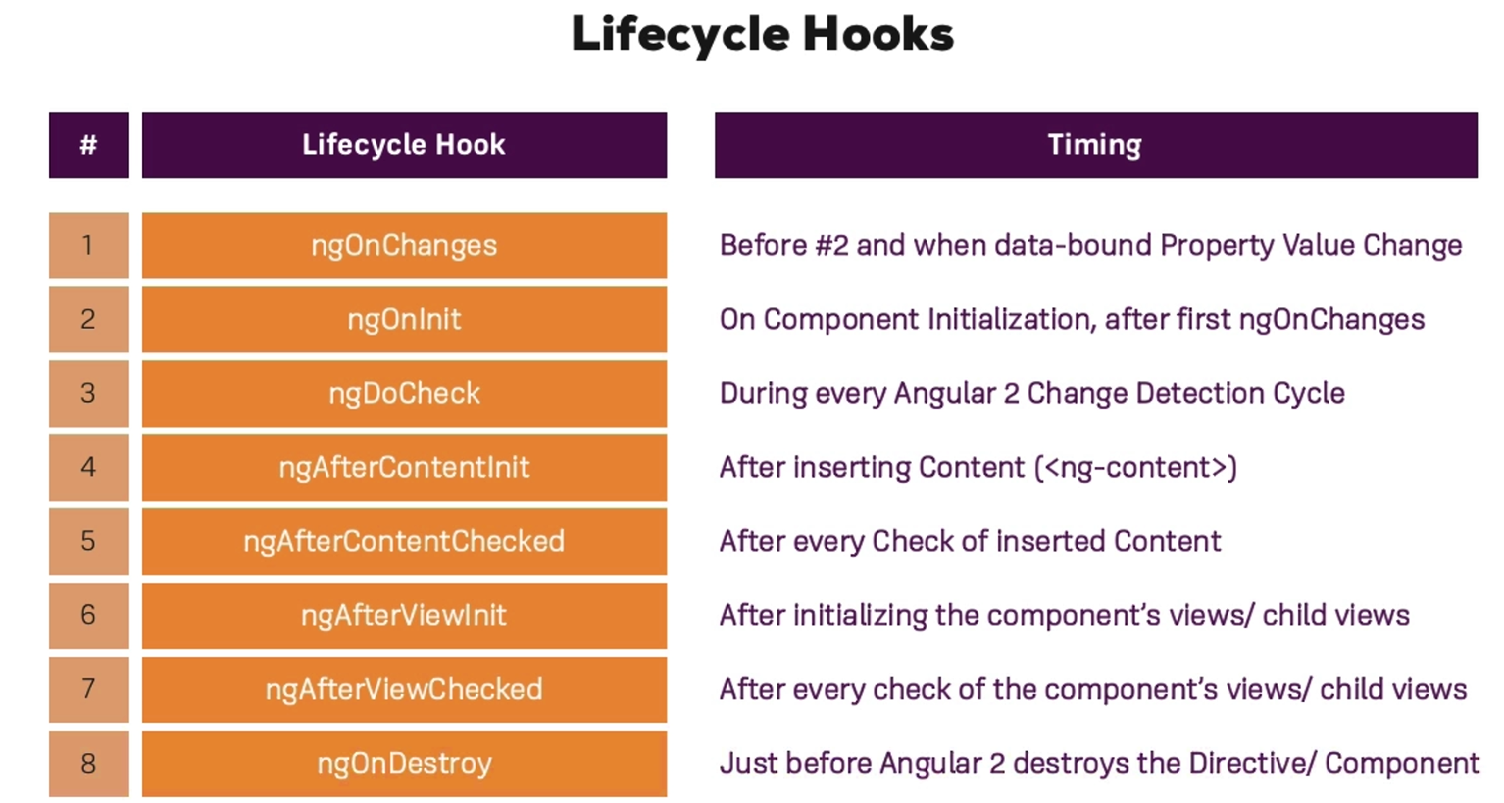 Lifecycle Hooks
# Lifecycle Hook Timing
1 ngOnChanges Before #2 and when data-bound Property Value Change
2 ngOnInit On Component Initialization, after first ngOnChanges
3 ngDoCheck During every Angular 2 Change Detection Cycle
4 ngAfterContentInit After inserting Content (<ng-content>)
5 ngAfterContentChecked After every Check of inserted Content
6 ngAfterViewInit After initializing the component’s views/ child views
7 ngAfterViewChecked After every check of the component’s views/ child views
8 ngOnDestroy Just before Angular 2 destroys the Directive/ Component